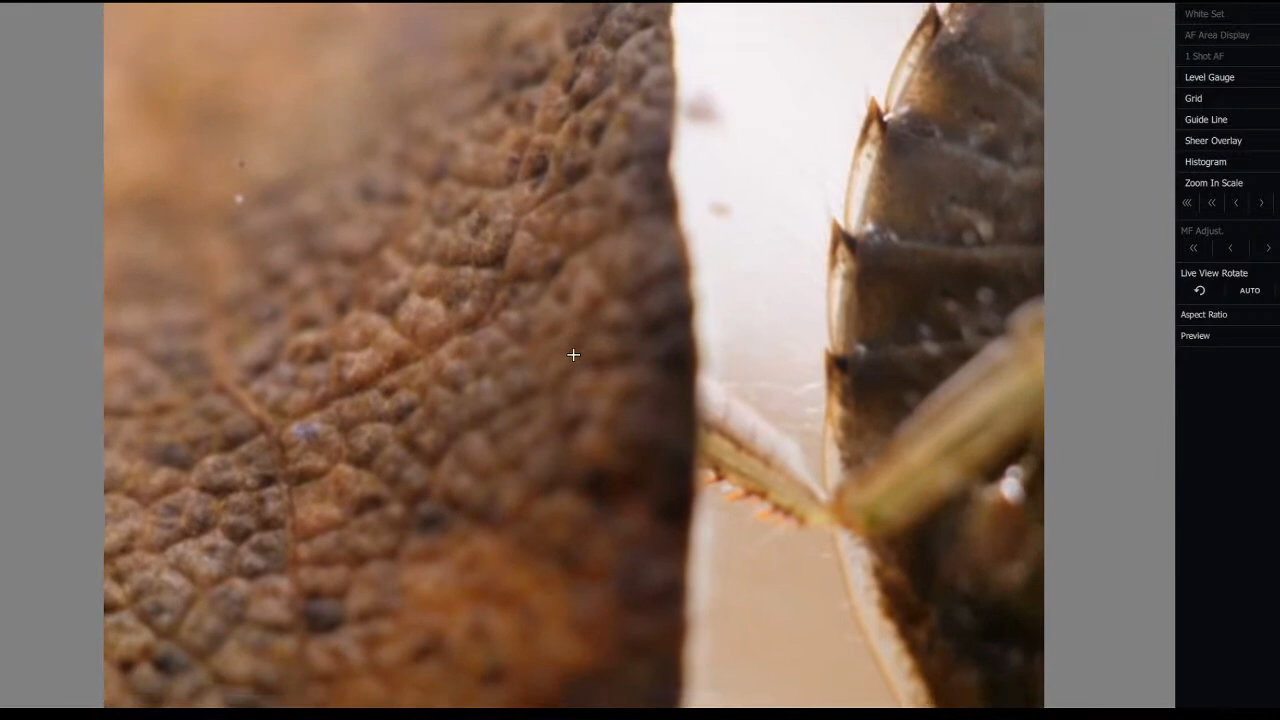 White Set
AF Area Display
1 Shot AF
Level Gauge
Grid
Guide Line
Sheer Overlay
Histogram
Zoom In Scale
MF Adjust.
Live View Rotate
AUTO
Aspect Ratio
Preview